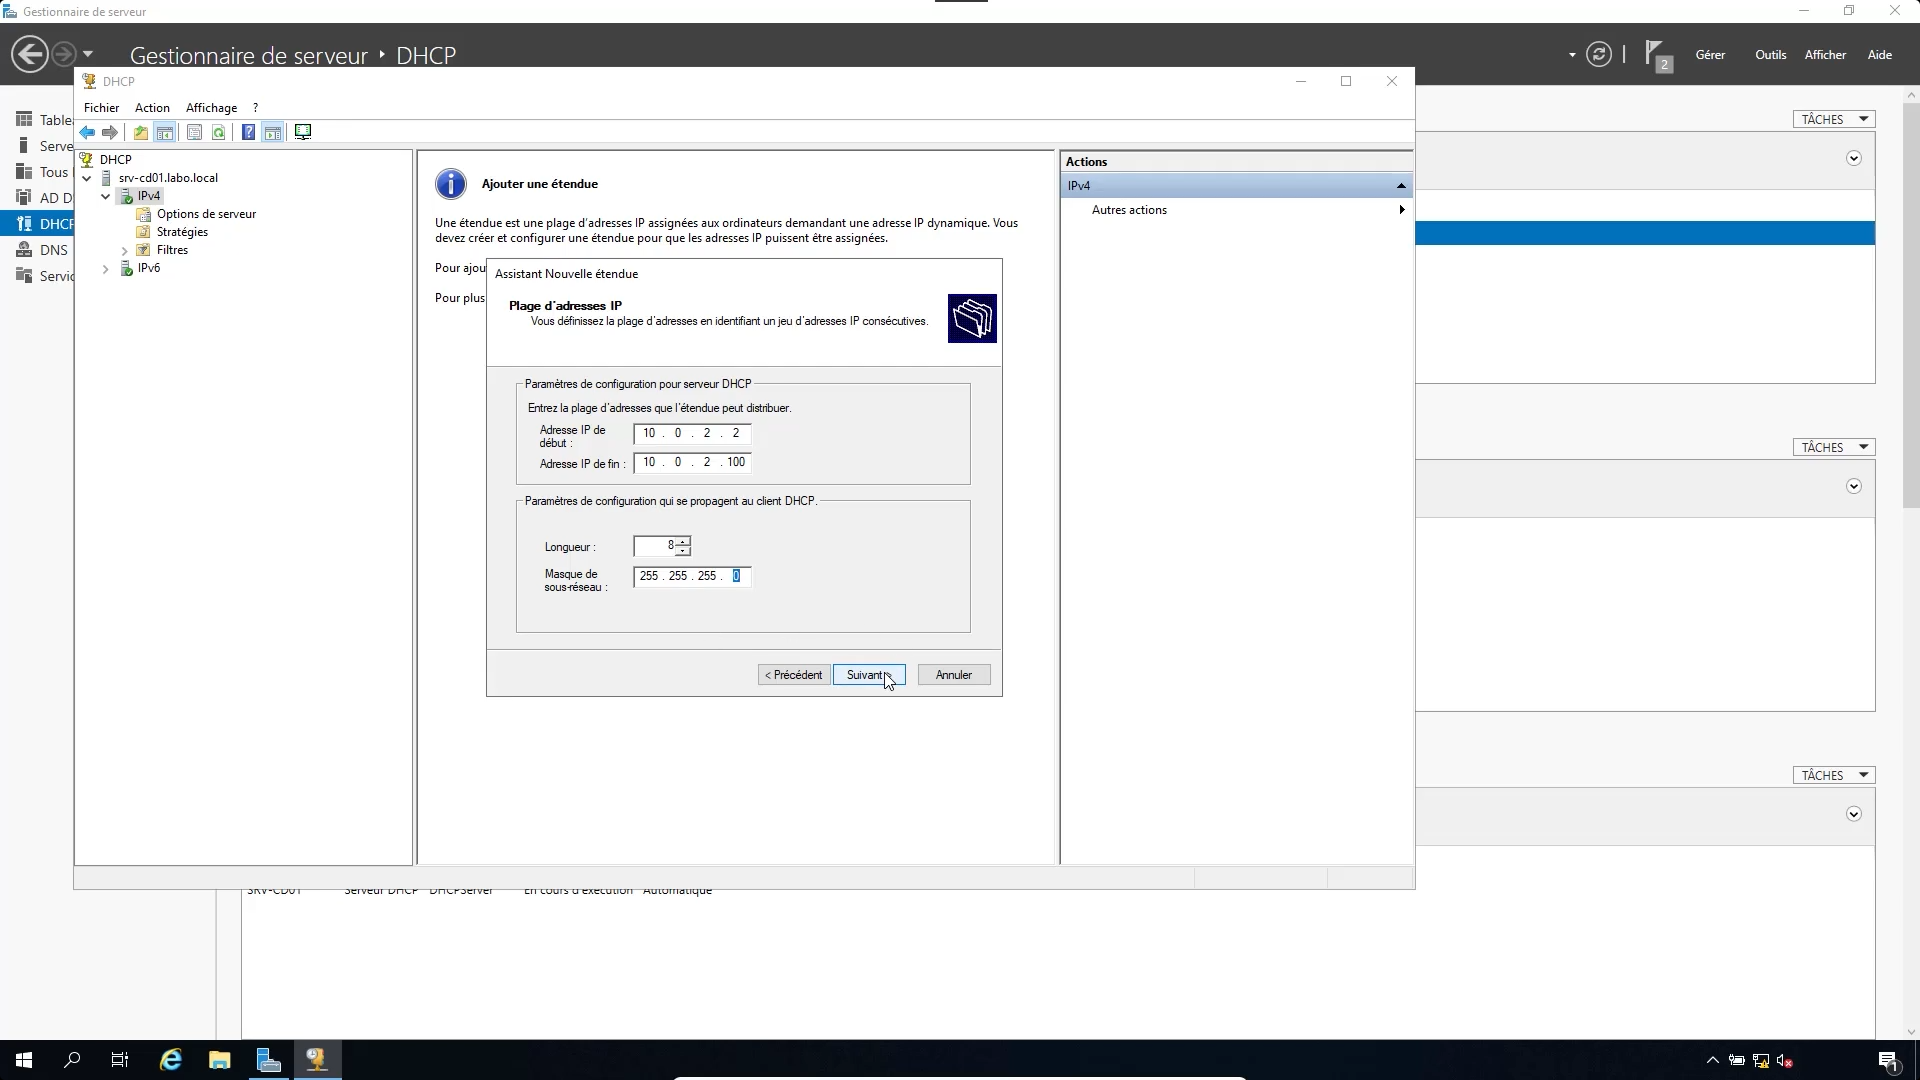 Gestionnaire de serveur
Gestionnaire de serveur ‣ DHCP
2
Gérer
Outils
Afficher
Aide
DHCP
Fichier
Action
Affichage
?
Tous
AD D
DHCP
DNS
DHCP
srv-cd01.labo.local
IPv4
Options de serveur
Stratégies
Filtres
IPv6
Ajouter une étendue
Une étendue est une plage d'adresses IP assignées aux ordinateurs demandant une adresse IP dynamique. Vous
devez créer et configurer une étendue pour que les adresses IP puissent être assignées.
Pour ajou
Pour plus
Assistant Nouvelle étendue
Plage d'adresses IP
Vous définissez la plage d'adresses en identifiant un jeu d'adresses IP consécutives.
Paramètres de configuration pour serveur DHCP
Entrez la plage d'adresses que l'étendue peut distribuer.
Adresse IP de
début :
10 . 0 . 2 . 2
Adresse IP de fin :
10 . 0 . 2 . 100
Paramètres de configuration qui se propagent au client DHCP.
Longueur :
8
Masque de
sous-réseau :
255 . 255 . 255 . 0
< Précédent
Suivant >
Annuler
Actions
IPv4
Autres actions
TÂCHES
TÂCHES
TÂCHES
SRV-CD01
Serveur DHCP
DHCPServer
En cours d'exécution
Automatique
1